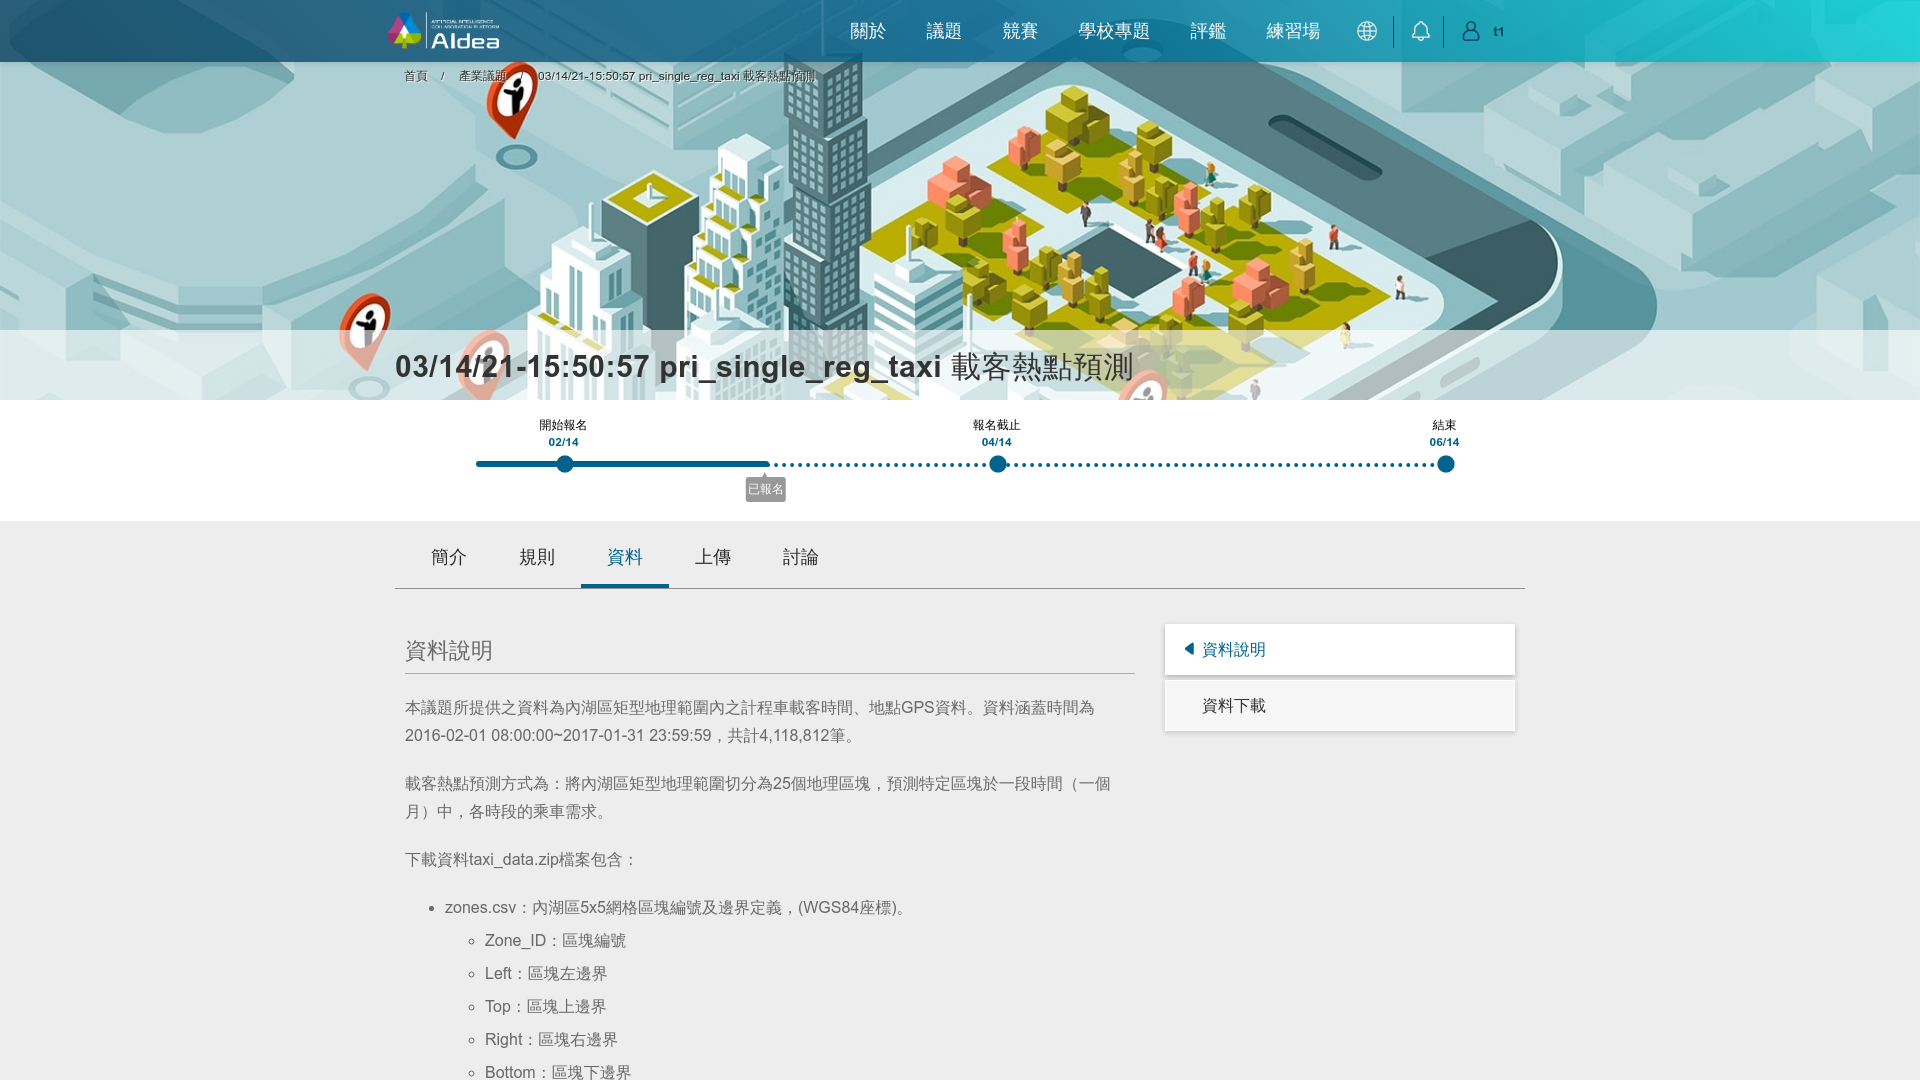 ARTIFICIAL INTELLIGENCE
COLLABORATION PLATFORM
AIdea
關於
議題
競賽
學校專題
評鑑
練習場
t1
首頁 / 產業議題 / 03/14/21-15:50:57 pri_single_reg_taxi 載客熱點預測
03/14/21-15:50:57 pri_single_reg_taxi 載客熱點預測
開始報名
02/14
報名截止
04/14
結束
06/14
已報名
簡介
規則
資料
上傳
討論
資料說明
本議題所提供之資料為內湖區矩型地理範圍內之計程車載客時間、地點GPS資料。資料涵蓋時間為
2016-02-01 08:00:00~2017-01-31 23:59:59，共計4,118,812筆。
載客熱點預測方式為：將內湖區矩型地理範圍切分為25個地理區塊，預測特定區塊於一段時間（一個
月）中，各時段的乘車需求。
下載資料taxi_data.zip檔案包含：
• zones.csv：內湖區5x5網格區塊編號及邊界定義，(WGS84座標)。
○ Zone_ID：區塊編號
○ Left：區塊左邊界
○ Top：區塊上邊界
○ Right：區塊右邊界
○ Bottom：區塊下邊界
資料說明
資料下載